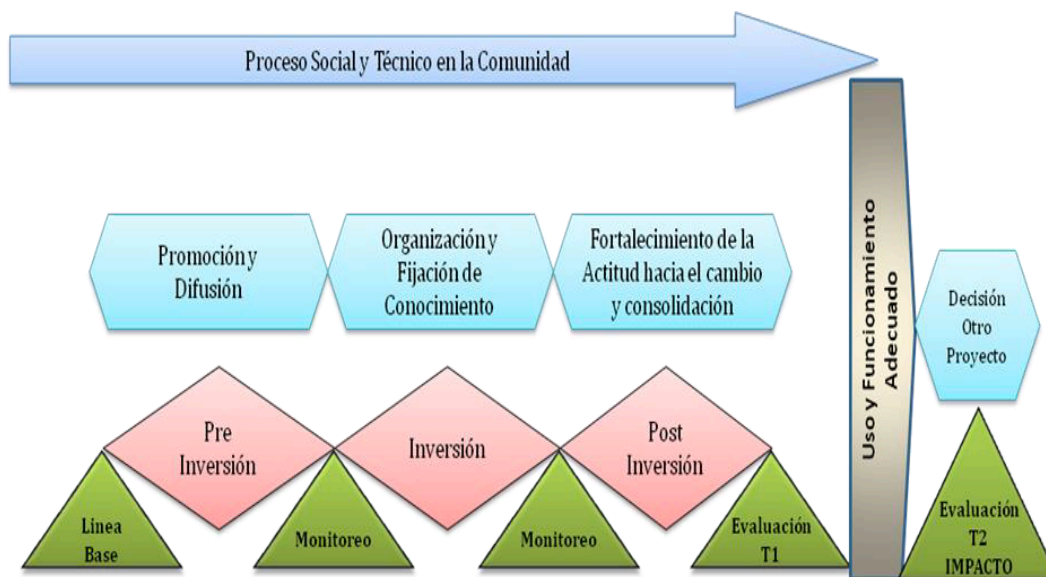 Proceso Social y Técnico en la Comunidad
Promoción y
Difusión
Organización y
Fijación de
Conocimiento
Fortalecimiento de la
Actitud hacia el cambio
y consolidación
Uso y Funcionamiento
Adecuado
Decisión
Otro
Proyecto
Pre
Inversión
Inversión
Post
Inversión
Linea
Base
Monitoreo
Monitoreo
Evaluación
T1
Evaluación
T2
IMPACTO